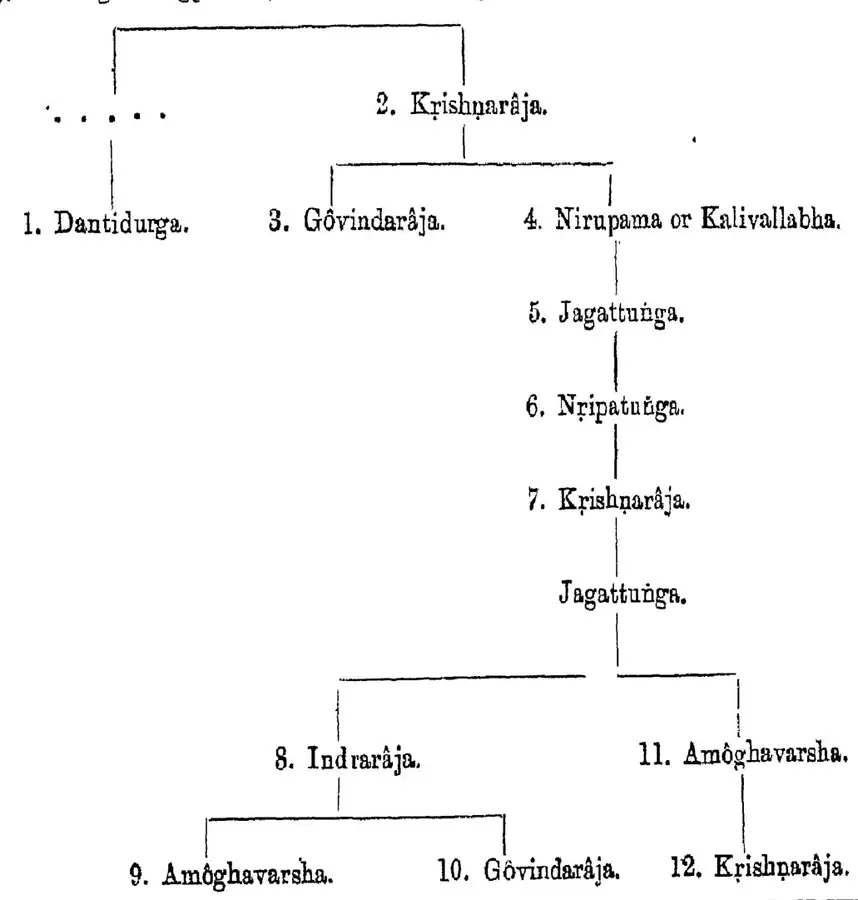 2. Kṛishṇarâja.
. . . . .
1. Dantidurga. 3. Gôvindarâja. 4. Nirupama or Kalivallabha.
5. Jagattuṅga.
6. Nṛipatuṅga.
7. Kṛishṇarâja.
Jagattuṅga.
8. Indrarâja. 11. Amôghavarsha.
9. Amôghavarsha. 10. Gôvindarâja. 12. Kṛishṇarâja.